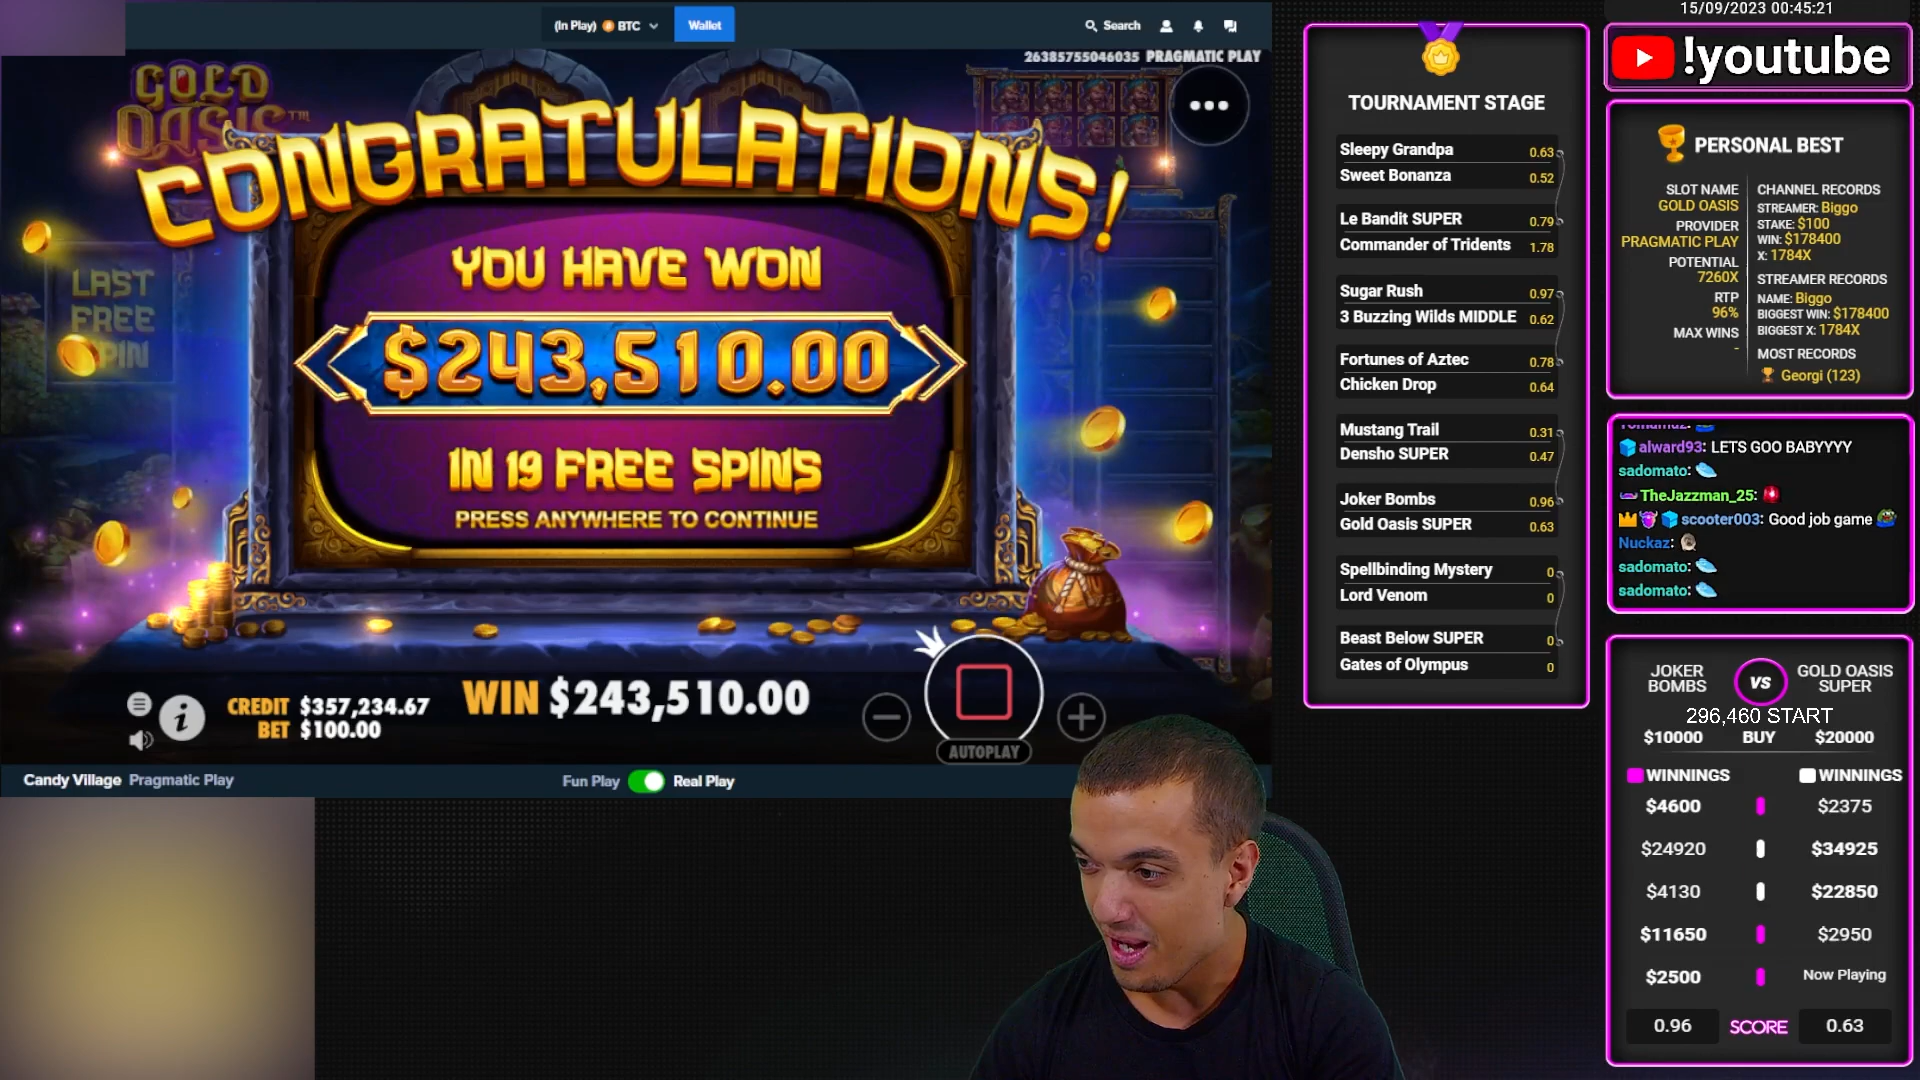 (In Play) BTC
Wallet
Search
26385755046035 PRAGMATIC PLAY
GOLD
OASIS™
CONGRATULATIONS!
YOU HAVE WON
$243,510.00
IN 19 FREE SPINS
PRESS ANYWHERE TO CONTINUE
LAST
FREE
SPIN
CREDIT $357,234.67
BET $100.00
WIN $243,510.00
AUTOPLAY
Candy Village Pragmatic Play
Fun Play Real Play
TOURNAMENT STAGE
Sleepy Grandpa 0.63
Sweet Bonanza 0.52
Le Bandit SUPER 0.79
Commander of Tridents 1.78
Sugar Rush 0.97
3 Buzzing Wilds MIDDLE 0.62
Fortunes of Aztec 0.78
Chicken Drop 0.64
Mustang Trail 0.31
Densho SUPER 0.47
Joker Bombs 0.96
Gold Oasis SUPER 0.63
Spellbinding Mystery 0
Lord Venom 0
Beast Below SUPER 0
Gates of Olympus 0
15/09/2023 00:45:21
!youtube
PERSONAL BEST
SLOT NAME
GOLD OASIS
PROVIDER
PRAGMATIC PLAY
POTENTIAL
7260X
RTP
96%
MAX WINS
-
CHANNEL RECORDS
STREAMER: Biggo
STAKE: $100
WIN: $178400
X: 1784X
STREAMER RECORDS
NAME: Biggo
BIGGEST WIN: $178400
BIGGEST X: 1784X
MOST RECORDS
Georgi (123)
alward93: LETS GOO BABYYYY
sadomato:
TheJazzman_25:
scooter003: Good job game
Nuckaz:
sadomato:
sadomato:
JOKER BOMBS VS GOLD OASIS SUPER
296,460 START
$10000 BUY $20000
WINNINGS WINNINGS
$4600 $2375
$24920 $34925
$4130 $22850
$11650 $2950
$2500 Now Playing
0.96 SCORE 0.63